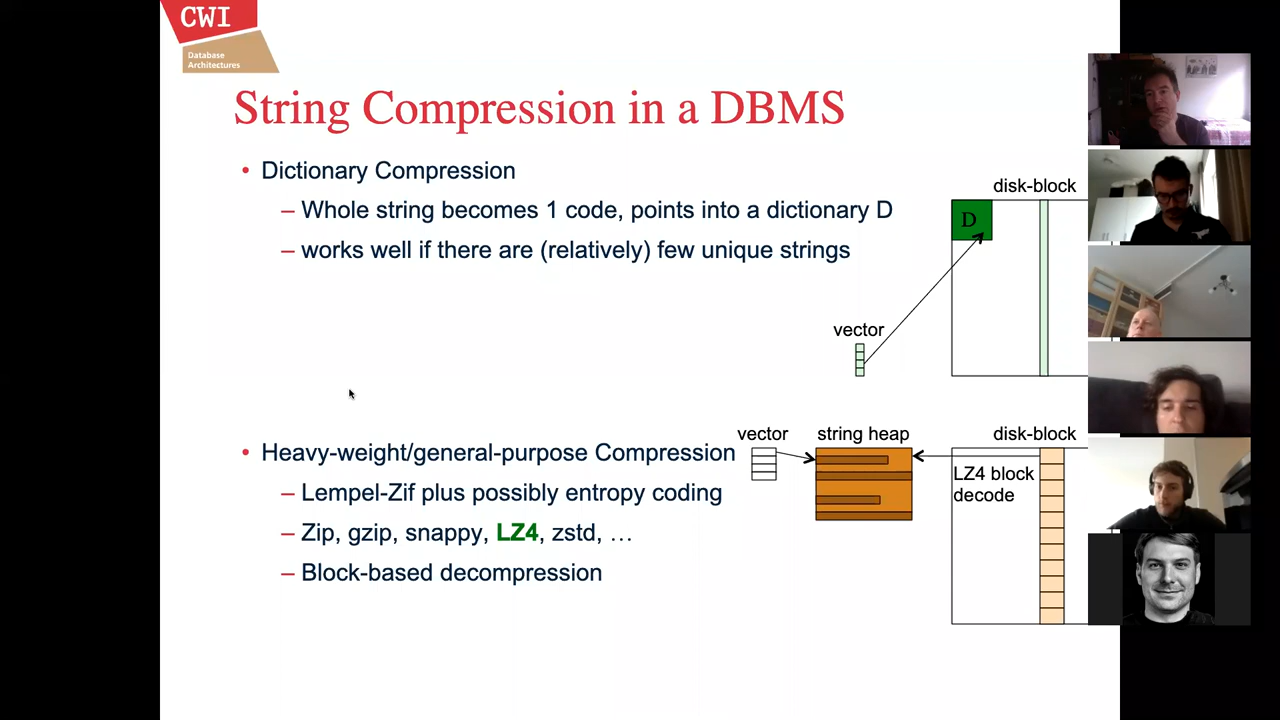 CWI
Database
Architectures
String Compression in a DBMS
• Dictionary Compression
– Whole string becomes 1 code, points into a dictionary D
– works well if there are (relatively) few unique strings
disk-block
D
vector
• Heavy-weight/general-purpose Compression
– Lempel-Zif plus possibly entropy coding
– Zip, gzip, snappy, LZ4, zstd, …
– Block-based decompression
vector
string heap
disk-block
LZ4 block
decode